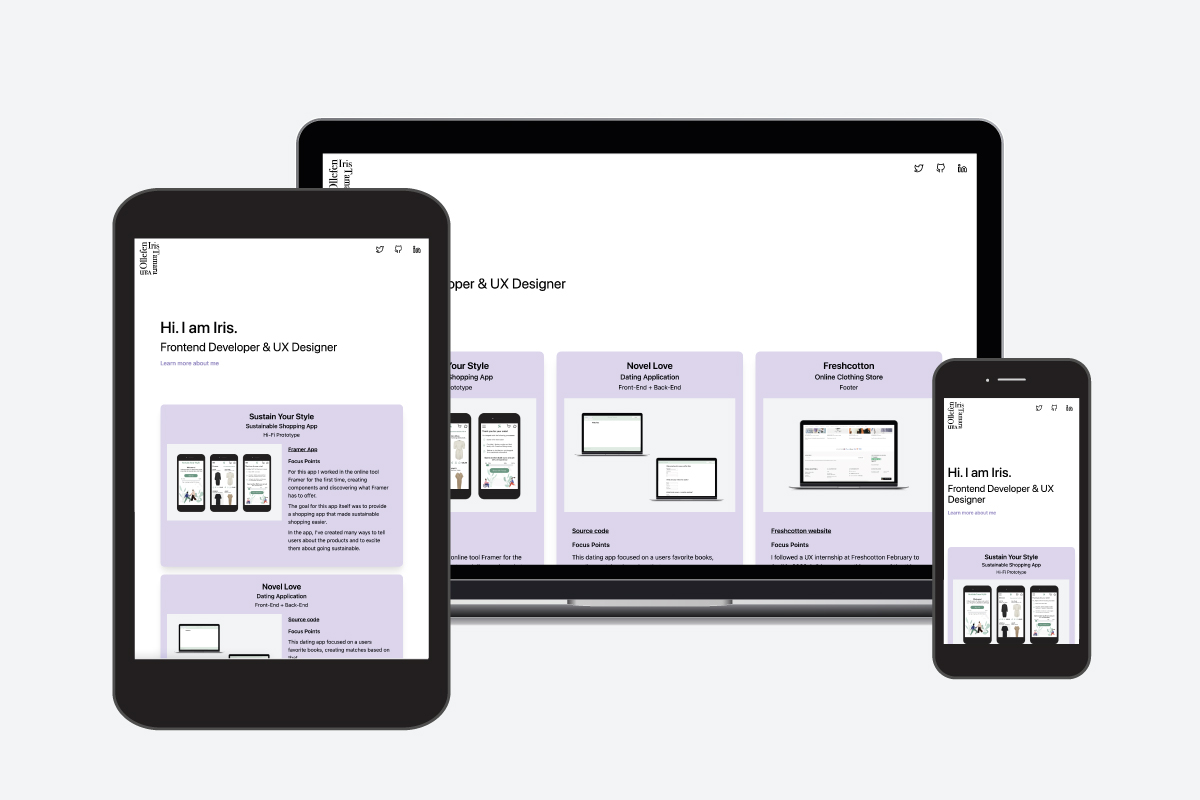 Iris
Tamara
van Ollefen
Hi. I am Iris.
Frontend Developer & UX Designer
Learn more about me
Sustain Your Style
Sustainable Shopping App
Hi-Fi Prototype
Framer App
Focus Points
For this app I worked in the online tool
Framer for the first time, creating
components and discovering what Framer
has to offer.
The goal for this app itself was to provide
a shopping app that made sustainable
shopping easier.
In the app, I've created many ways to tell
users about the products and to excite
them about going sustainable.
Novel Love
Dating Application
Front-End + Back-End
Source code
Focus Points
This dating app focused on a users
favorite books, creating matches based on
that.
Iris
Tama
Ollefen
oper & UX Designer
Your Style
Shopping App
ototype
online tool Framer for the
Novel Love
Dating Application
Front-End + Back-End
Source code
Focus Points
This dating app focused on a users favorite books,
Freshcotton
Online Clothing Store
Footer
Freshcotton website
Focus Points
I followed a UX internship at Freshcotton February to
Iris
Tamara
van Ollefen
Hi. I am Iris.
Frontend Developer & UX
Designer
Learn more about me
Sustain Your Style
Sustainable Shopping App
Hi-Fi Prototype